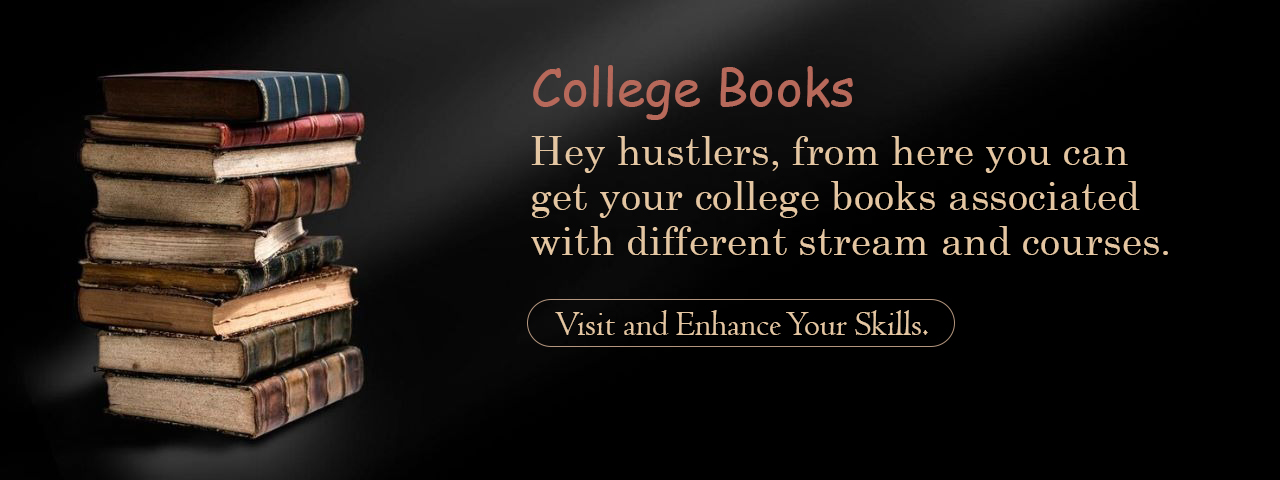 College Books
Hey hustlers, from here you can
get your college books associated
with different stream and courses.
Visit and Enhance Your Skills.